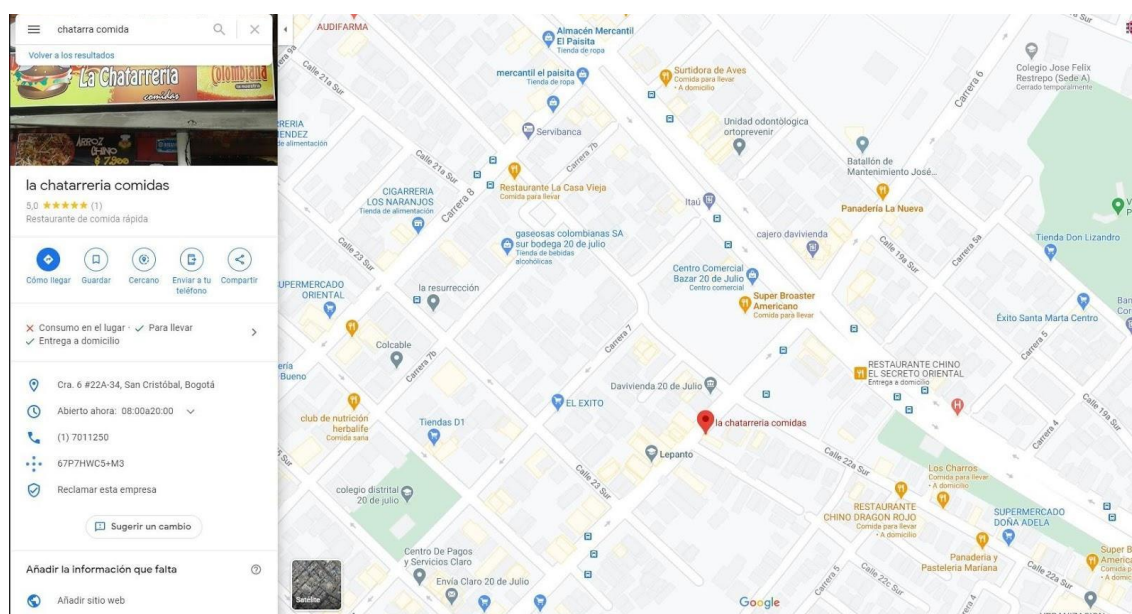 chatarra comida
Volver a los resultados
La Chatarrería
comidas
Colombiana
ARROZ
CHINO
$ 7.900
la chatarreria comidas
5,0 ★★★★★ (1)
Restaurante de comida rápida
Cómo llegar
Guardar
Cercano
Enviar a tu
teléfono
Compartir
Consumo en el lugar · Para llevar
Entrega a domicilio
Cra. 6 #22A-34, San Cristóbal, Bogotá
Abierto ahora: 08:00a20:00
(1) 7011250
67P7HWC5+M3
Reclamar esta empresa
Sugerir un cambio
Añadir la información que falta
Añadir sitio web
AUDIFARMA
Almacén Mercantil
El Paisita
Tienda de ropa
mercantil el paisita
Tienda de ropa
Surtidora de Aves
Comida para llevar
· A domicilio
Colegio Jose Felix
Restrepo (Sede A)
Cerrado temporalmente
Carrera 6
Calle 21a Sur
Servibanca
Unidad odontòlogica
ortoprevenir
Carrera 7b
Calle 21a Sur
Restaurante La Casa Vieja
Comida para llevar
Batallón de
Mantenimiento José...
CIGARRERIA
LOS NARANJOS
Tienda de alimentación
Carrera 8
Itaú
Panadería La Nueva
gaseosas colombianas SA
sur bodega 20 de julio
Tienda de bebidas
alcohólicas
cajero davivienda
Calle 19a Sur
Carrera 5a
Tienda Don Lizandro
Calle 23 Sur
Centro Comercial
Bazar 20 de Julio
Centro comercial
la resurrección
SUPERMERCADO
ORIENTAL
Super Broaster
Americano
Comida para llevar
Éxito Santa Marta Centro
Colcable
Carrera 7
Carrera 7b
Carrera 5
RESTAURANTE CHINO
EL SECRETO ORIENTAL
Entrega a domicilio
Bueno
Davivienda 20 de Julio
EL EXITO
club de nutrición
herbalife
Comida sana
Tiendas D1
la chatarreria comidas
Calle 19a Sur
Carrera 4
Lepanto
Calle 22a Sur
Los Charros
Comida para llevar
· A domicilio
Calle 23 Sur
colegio distrital
20 de julio
RESTAURANTE
CHINO DRAGON ROJO
Comida para llevar
· A domicilio
SUPERMERCADO
DOÑA ADELA
Centro De Pagos
y Servicios Claro
Panaderia y
Pasteleria Mariana
Envía Claro 20 de Julio
Carrera 5
Calle 22c Sur
Calle 22a Sur
Satélite
Google